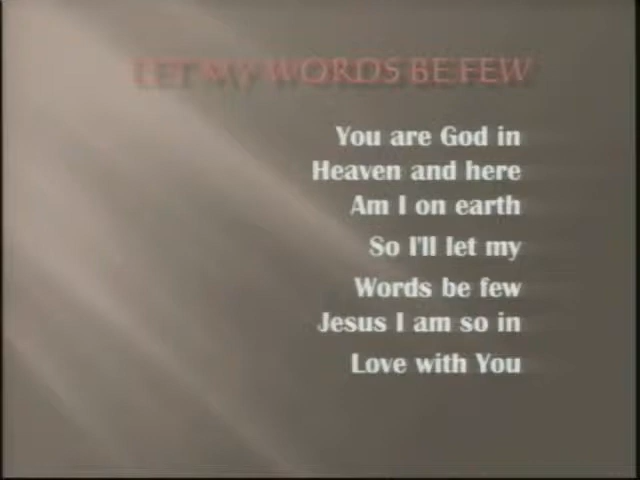 LET MY WORDS BE FEW
You are God in
Heaven and here
Am I on earth
So I'll let my
Words be few
Jesus I am so in
Love with You